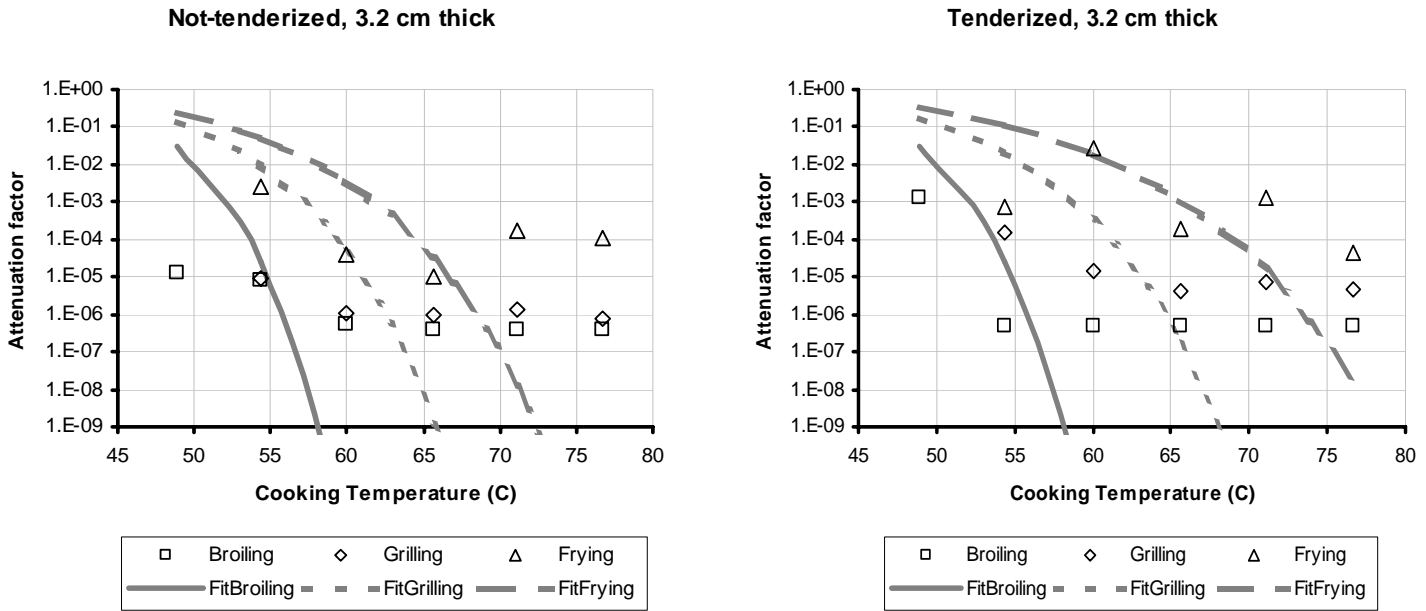 Not-tenderized, 3.2 cm thick
1.E+00
1.E-01
1.E-02
1.E-03
1.E-04
1.E-05
1.E-06
1.E-07
1.E-08
1.E-09
Attenuation factor
45 50 55 60 65 70 75 80
Cooking Temperature (C)
Broiling Grilling Frying
FitBroiling FitGrilling FitFrying
Tenderized, 3.2 cm thick
1.E+00
1.E-01
1.E-02
1.E-03
1.E-04
1.E-05
1.E-06
1.E-07
1.E-08
1.E-09
Attenuation factor
45 50 55 60 65 70 75 80
Cooking Temperature (C)
Broiling Grilling Frying
FitBroiling FitGrilling FitFrying